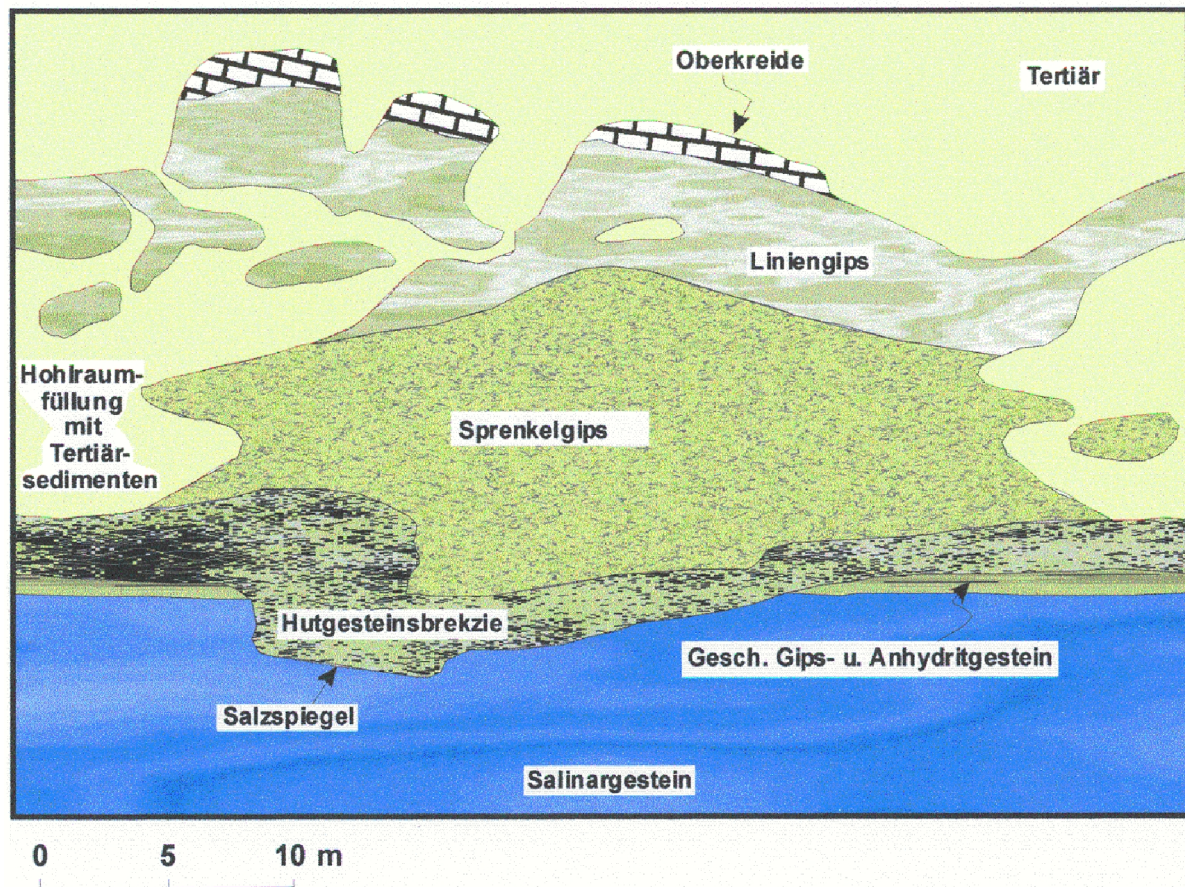 Oberkreide
Tertiär
Liniengips
Hohlraum-
füllung
mit
Tertiär-
sedimenten
Sprenkelgips
Hutgesteinsbrekzie
Gesch. Gips- u. Anhydritgestein
Salzspiegel
Salinargestein
0 5 10 m